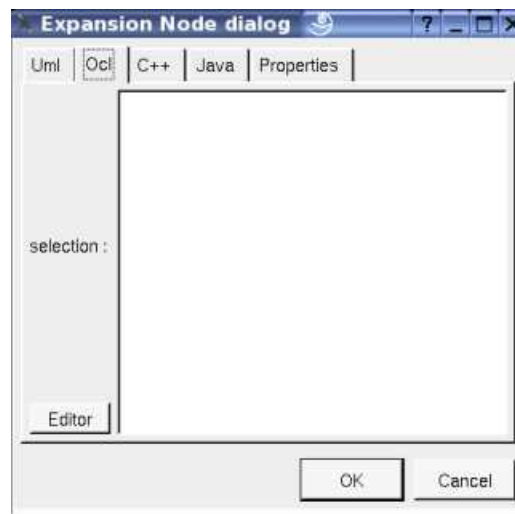 Expansion Node dialog ? _
Uml Ocl C++ Java Properties
selection :
Editor
OK Cancel